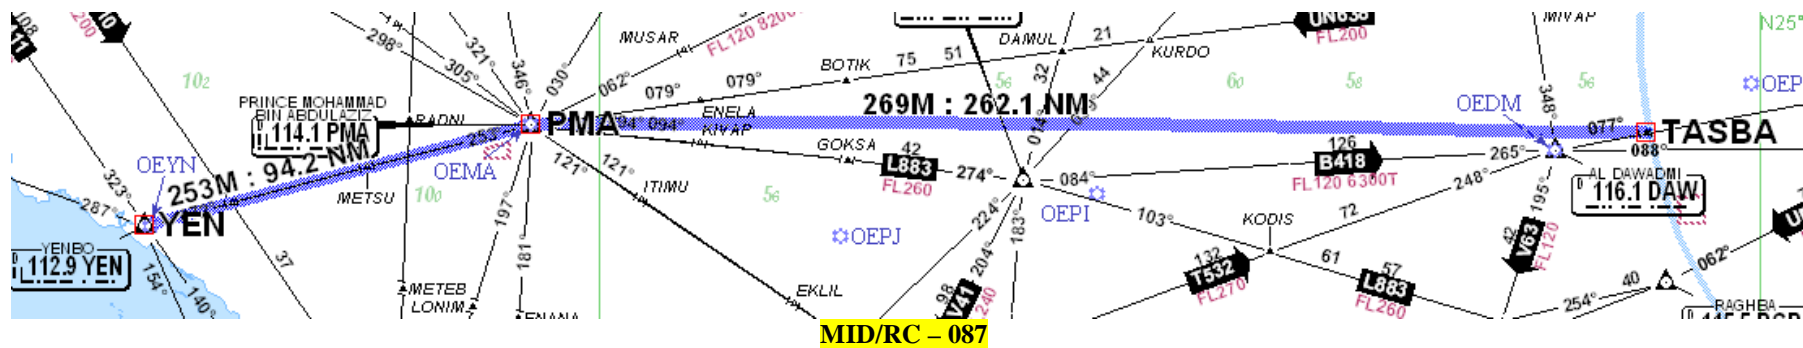 MIVAP
N25°
UN638
FL200
21
KURDO
DAMUL
MUSAR
FL120 8200
321°
346°
030°
298°
305°
062°
BOTIK
75
51
32
44
56
60
58
56
102
079°
079°
ENELA
KIVAP
269M : 262.1 NM
OEDM
348°
077°
TASBA
088°
PRINCE MOHAMMAD
BIN ABDULAZIZ
114.1 PMA
RADNI
PMA
094°
014°
GOKSA
42
L883
FL260
274°
084°
126
B418
FL120 6300T
265°
248°
OEYN
253M : 94.2 NM
253°
METSU
OEMA
100
121°
121°
ITIMU
56
OEPJ
OEPI
103°
KODIS
72
195°
AL DAWADMI
116.1 DAW
323°
287°
YEN
197°
181°
224°
204°
183°
YENBO
112.9 YEN
154°
140°
37
METEB
LONIM
EKLIL
98
V41
132
T532
FL270
61
57
L883
FL260
42
V63
FL120
254°
40
062°
RAGHBA
MID/RC – 087